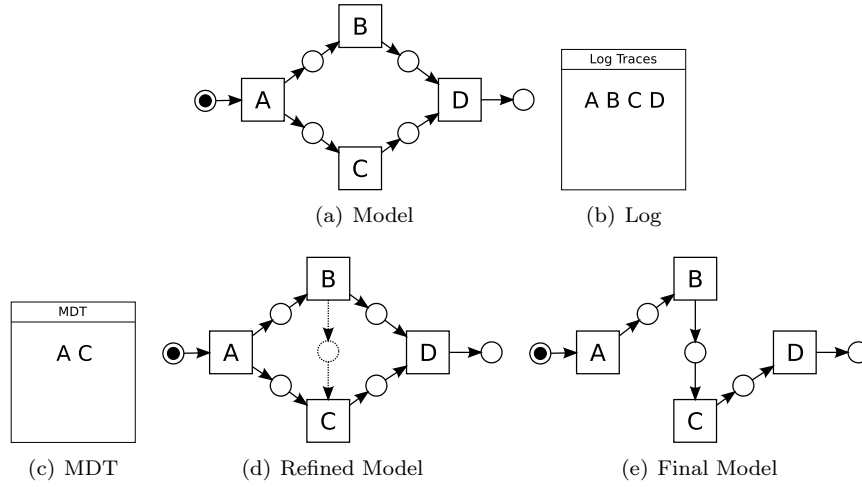 B
A
D
C
Log Traces
A B C D
(a) Model
(b) Log
MDT
A C
B
A
D
C
B
A
D
C
(c) MDT
(d) Refined Model
(e) Final Model